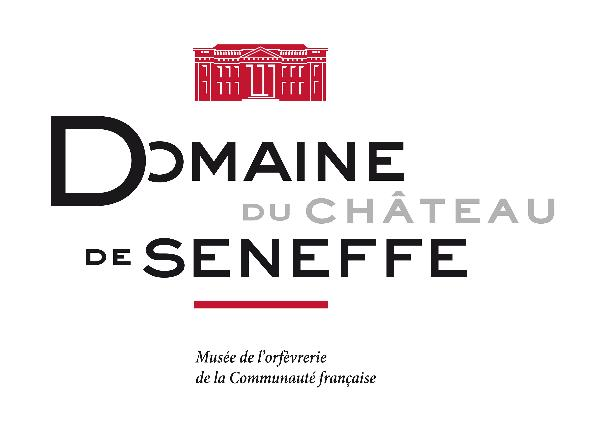 DOMAINE
DU CHÂTEAU
DE SENEFFE
Musée de l'orfèvrerie
de la Communauté française